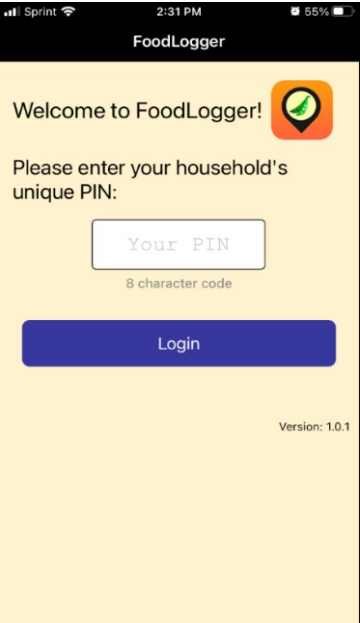 Sprint 2:31 PM 55%
FoodLogger
Welcome to FoodLogger!
Please enter your household's
unique PIN:
Your PIN
8 character code
Login
Version: 1.0.1